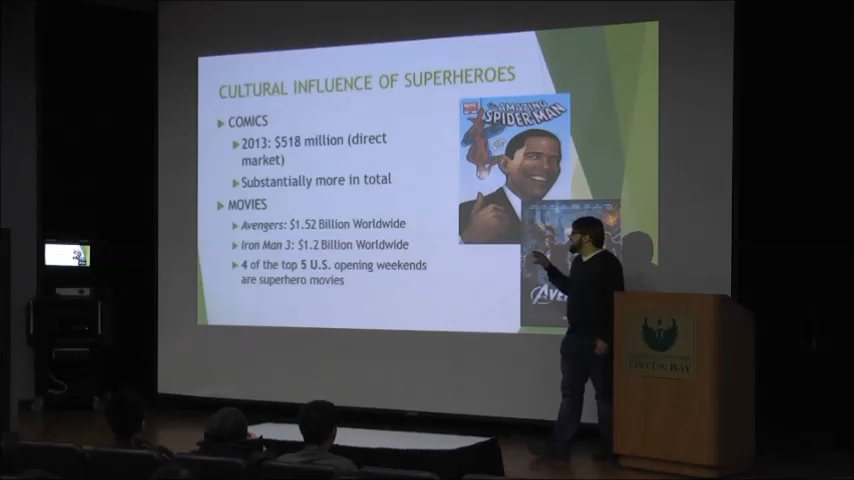 CULTURAL INFLUENCE OF SUPERHEROES
COMICS
2013: $518 million (direct
market)
Substantially more in total
MOVIES
Avengers: $1.52 Billion Worldwide
Iron Man 3: $1.2 Billion Worldwide
4 of the top 5 U.S. opening weekends
are superhero movies
THE AMAZING
SPIDER-MAN
GREEN BAY